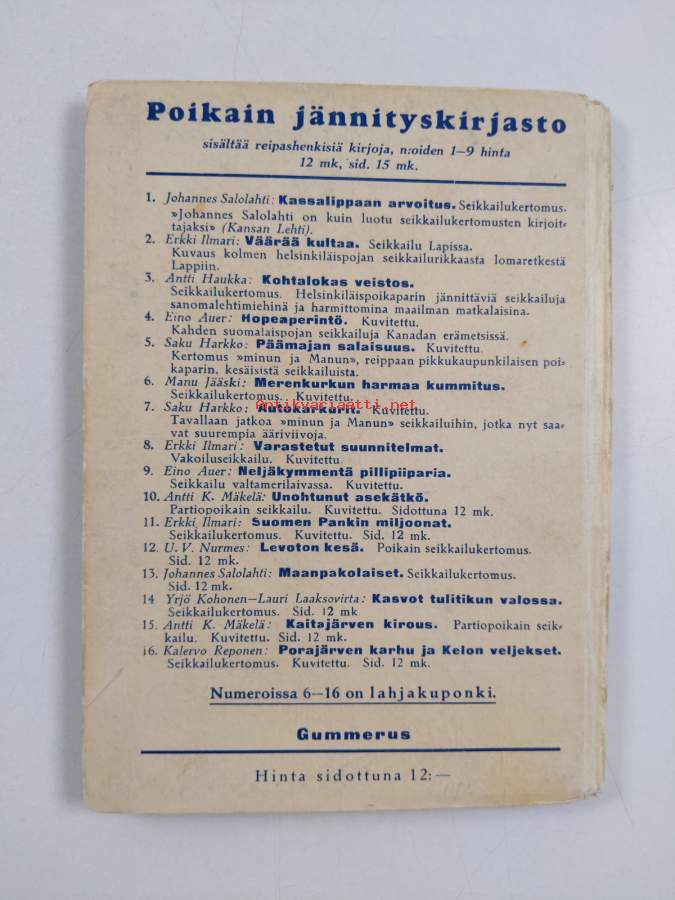 Poikain jännityskirjasto
sisältää reipashenkisiä kirjoja, n:oiden 1—9 hinta
12 mk, sid. 15 mk.
1. Johannes Salolahti: Kassalippaan arvoitus. Seikkailukertomus.
»Johannes Salolahti on kuin luotu seikkailukertomusten kirjoit-
tajaksi» (Kansan Lehti).
2. Erkki Ilmari: Väärää kultaa. Seikkailu Lapissa.
Kuvaus kolmen helsinkiläispojan seikkailurikkaasta lomaretkestä
Lappiin.
3. Antti Haukka: Kohtalokas veistos.
Seikkailukertomus. Helsinkiläispoikaparin jännittäviä seikkailuja
sanomalehtimiehinä ja harmittomina maailman matkalaisina.
4. Eino Auer: Hopeaperintö. Kuvitettu.
Kahden suomalaispojan seikkailuja Kanadan erämetsissä.
5. Saku Harkko: Päämajan salaisuus. Kuvitettu
Kertomus »minun ja Manun», reippaan pikkukaupunkilaisen poi-
kaparin, kesäisistä seikkailuista.
6. Manu Jääski: Merenkurkun harmaa kummitus.
Seikkailukertomus. Kuvitettu.
Antikvariaatti.net
7. Saku Harkko: Autokarkurit. Kuvitettu.
Tavallaan jatkoa »minun ja Manun» seikkailuihin, jotka nyt saa-
vat suurempia ääriviivoja.
8. Erkki Ilmari: Varastetut suunnitelmat.
Vakoiluseikkailu. Kuvitettu.
9. Eino Auer: Neljäkymmentä pillipiiparia.
Seikkailu valtamerilaivassa. Kuvitettu.
10. Antti K. Mäkelä: Unohtunut asekätkö.
Partiopoikain seikkailu. Kuvitettu. Sidottuna 12 mk.
11. Erkki Ilmari: Suomen Pankin miljoonat.
Seikkailukertomus. Kuvitettu. Sid. 12 mk.
12. U. V. Nurmes: Levoton kesä. Poikain seikkailukertomus.
Sid. 12 mk.
13. Johannes Salolahti: Maanpakolaiset. Seikkailukertomus.
Sid. 12 mk.
14 Yrjö Kohonen—Lauri Laaksovirta: Kasvot tulitikun valossa.
Seikkailukertomus. Sid. 12 mk
15. Antti K. Mäkelä: Kaitajärven kirous. Partiopoikain seik-
kailu. Kuvitettu. Sid. 12 mk.
16. Kalervo Reponen: Porajärven karhu ja Kelon veljekset.
Seikkailukertomus. Kuvitettu. Sid. 12 mk.
Numeroissa 6—16 on lahjakuponki.
Gummerus
Hinta sidottuna 12:—